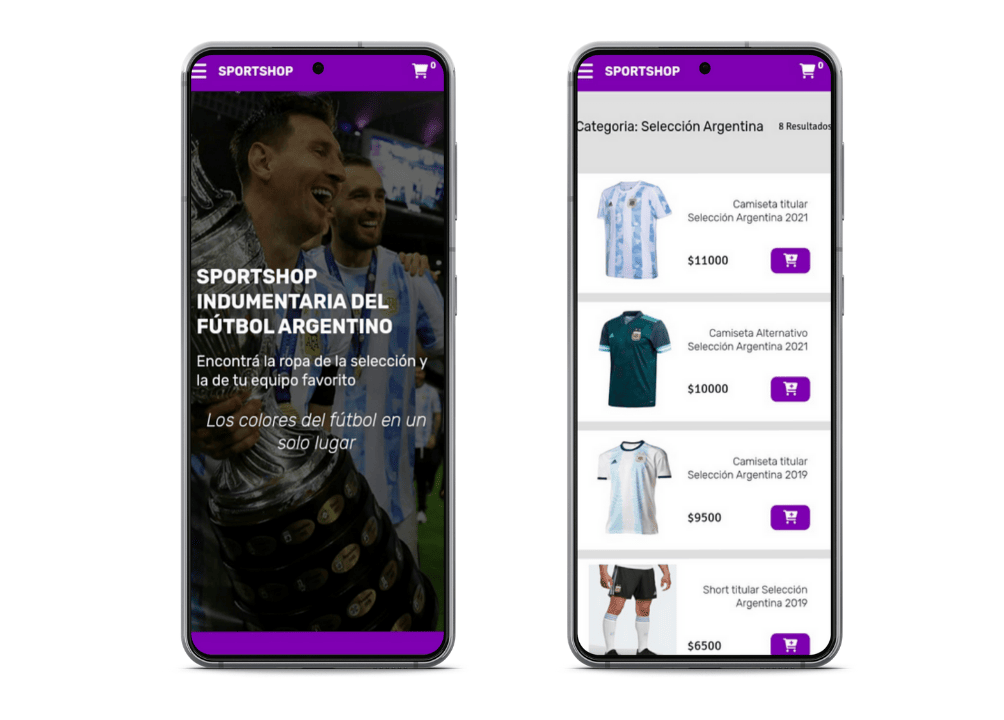 SPORTSHOP
0
SPORTSHOP
INDUMENTARIA DEL
FÚTBOL ARGENTINO
Encontrá la ropa de la selección y
la de tu equipo favorito
Los colores del fútbol en un
solo lugar
SPORTSHOP
0
Categoria: Selección Argentina
8 Resultados
Camiseta titular
Selección Argentina 2021
$11000
Camiseta Alternativo
Selección Argentina 2021
$10000
Camiseta titular
Selección Argentina 2019
$9500
Short titular Selección
Argentina 2019
$6500